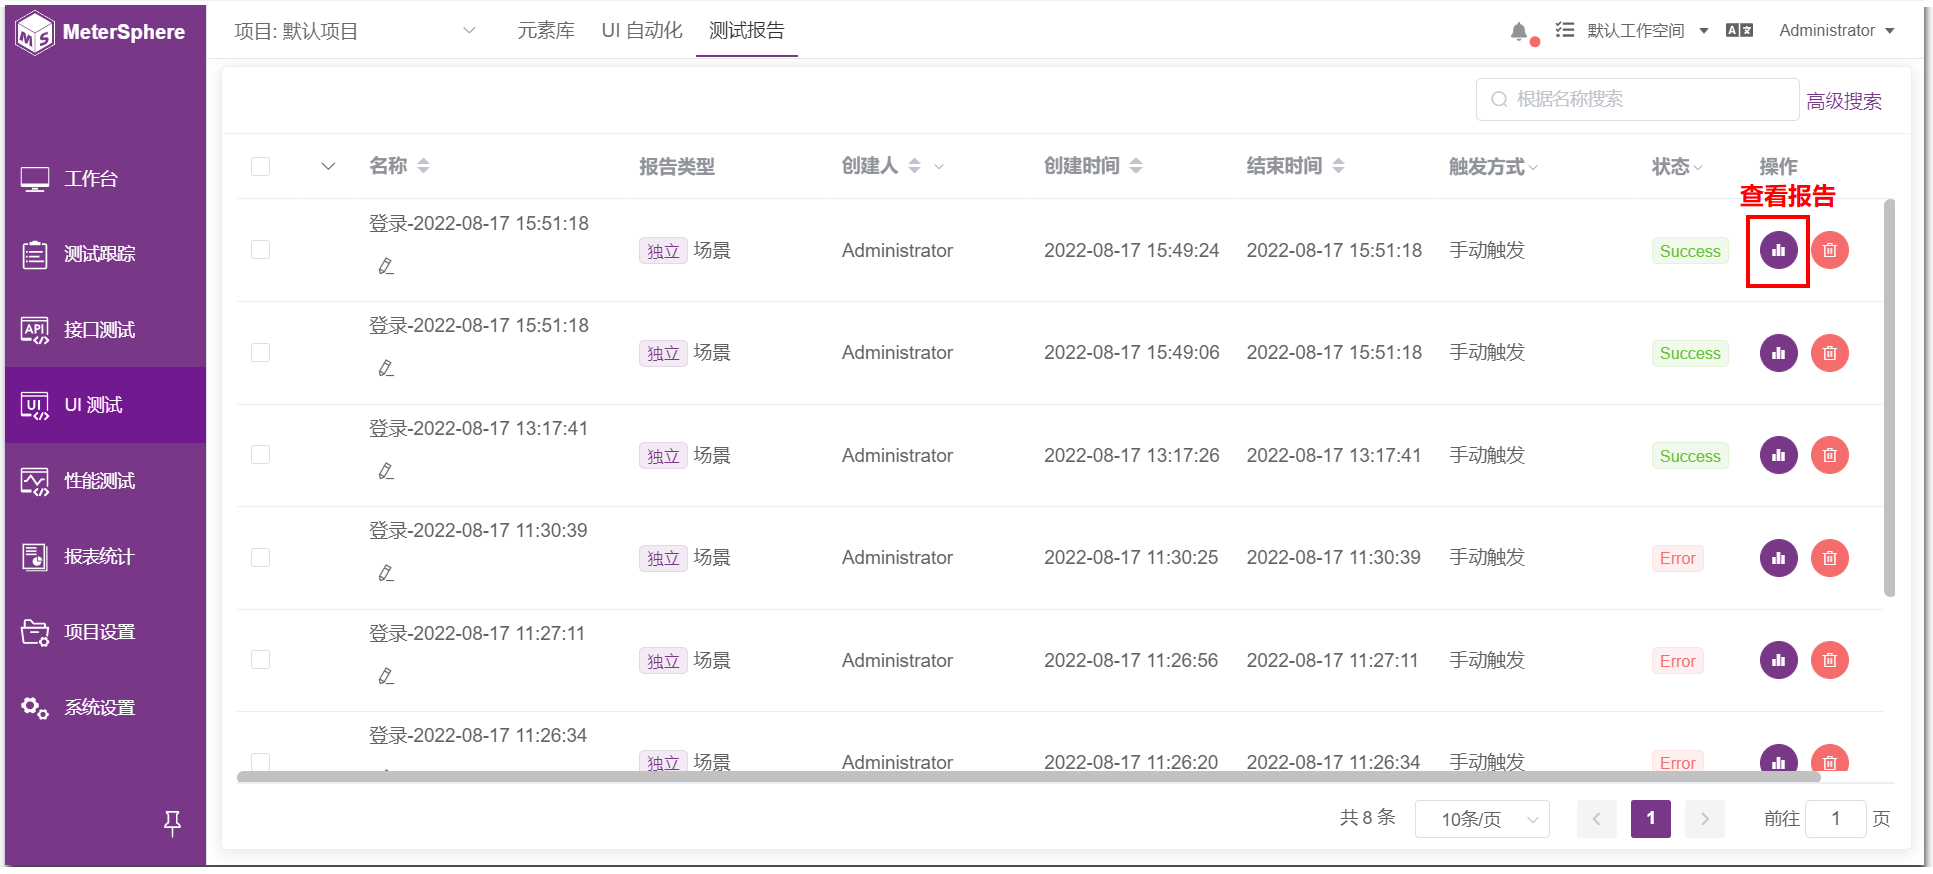 MeterSphere
项目: 默认项目
元素库
UI 自动化
测试报告
默认工作空间
Administrator
根据名称搜索
高级搜索
工作台
测试跟踪
API
接口测试
UI
UI 测试
性能测试
报表统计
项目设置
系统设置
名称 报告类型 创建人 创建时间 结束时间 触发方式 状态 操作
查看报告
登录-2022-08-17 15:51:18
独立 场景 Administrator 2022-08-17 15:49:24 2022-08-17 15:51:18 手动触发 Success
登录-2022-08-17 15:51:18
独立 场景 Administrator 2022-08-17 15:49:06 2022-08-17 15:51:18 手动触发 Success
登录-2022-08-17 13:17:41
独立 场景 Administrator 2022-08-17 13:17:26 2022-08-17 13:17:41 手动触发 Success
登录-2022-08-17 11:30:39
独立 场景 Administrator 2022-08-17 11:30:25 2022-08-17 11:30:39 手动触发 Error
登录-2022-08-17 11:27:11
独立 场景 Administrator 2022-08-17 11:26:56 2022-08-17 11:27:11 手动触发 Error
登录-2022-08-17 11:26:34
独立 场景 Administrator 2022-08-17 11:26:20 2022-08-17 11:26:34 手动触发 Error
共 8 条 10条/页 1 前往 1 页